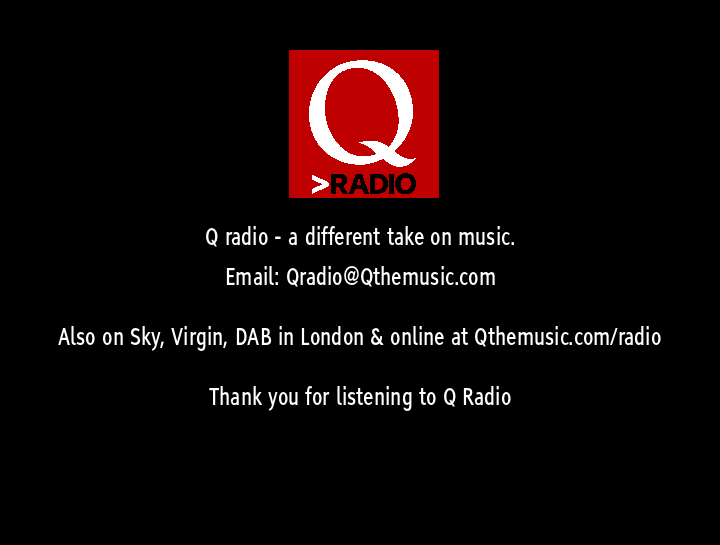 Q
>RADIO
Q radio - a different take on music.
Email: Qradio@Qthemusic.com
Also on Sky, Virgin, DAB in London & online at Qthemusic.com/radio
Thank you for listening to Q Radio